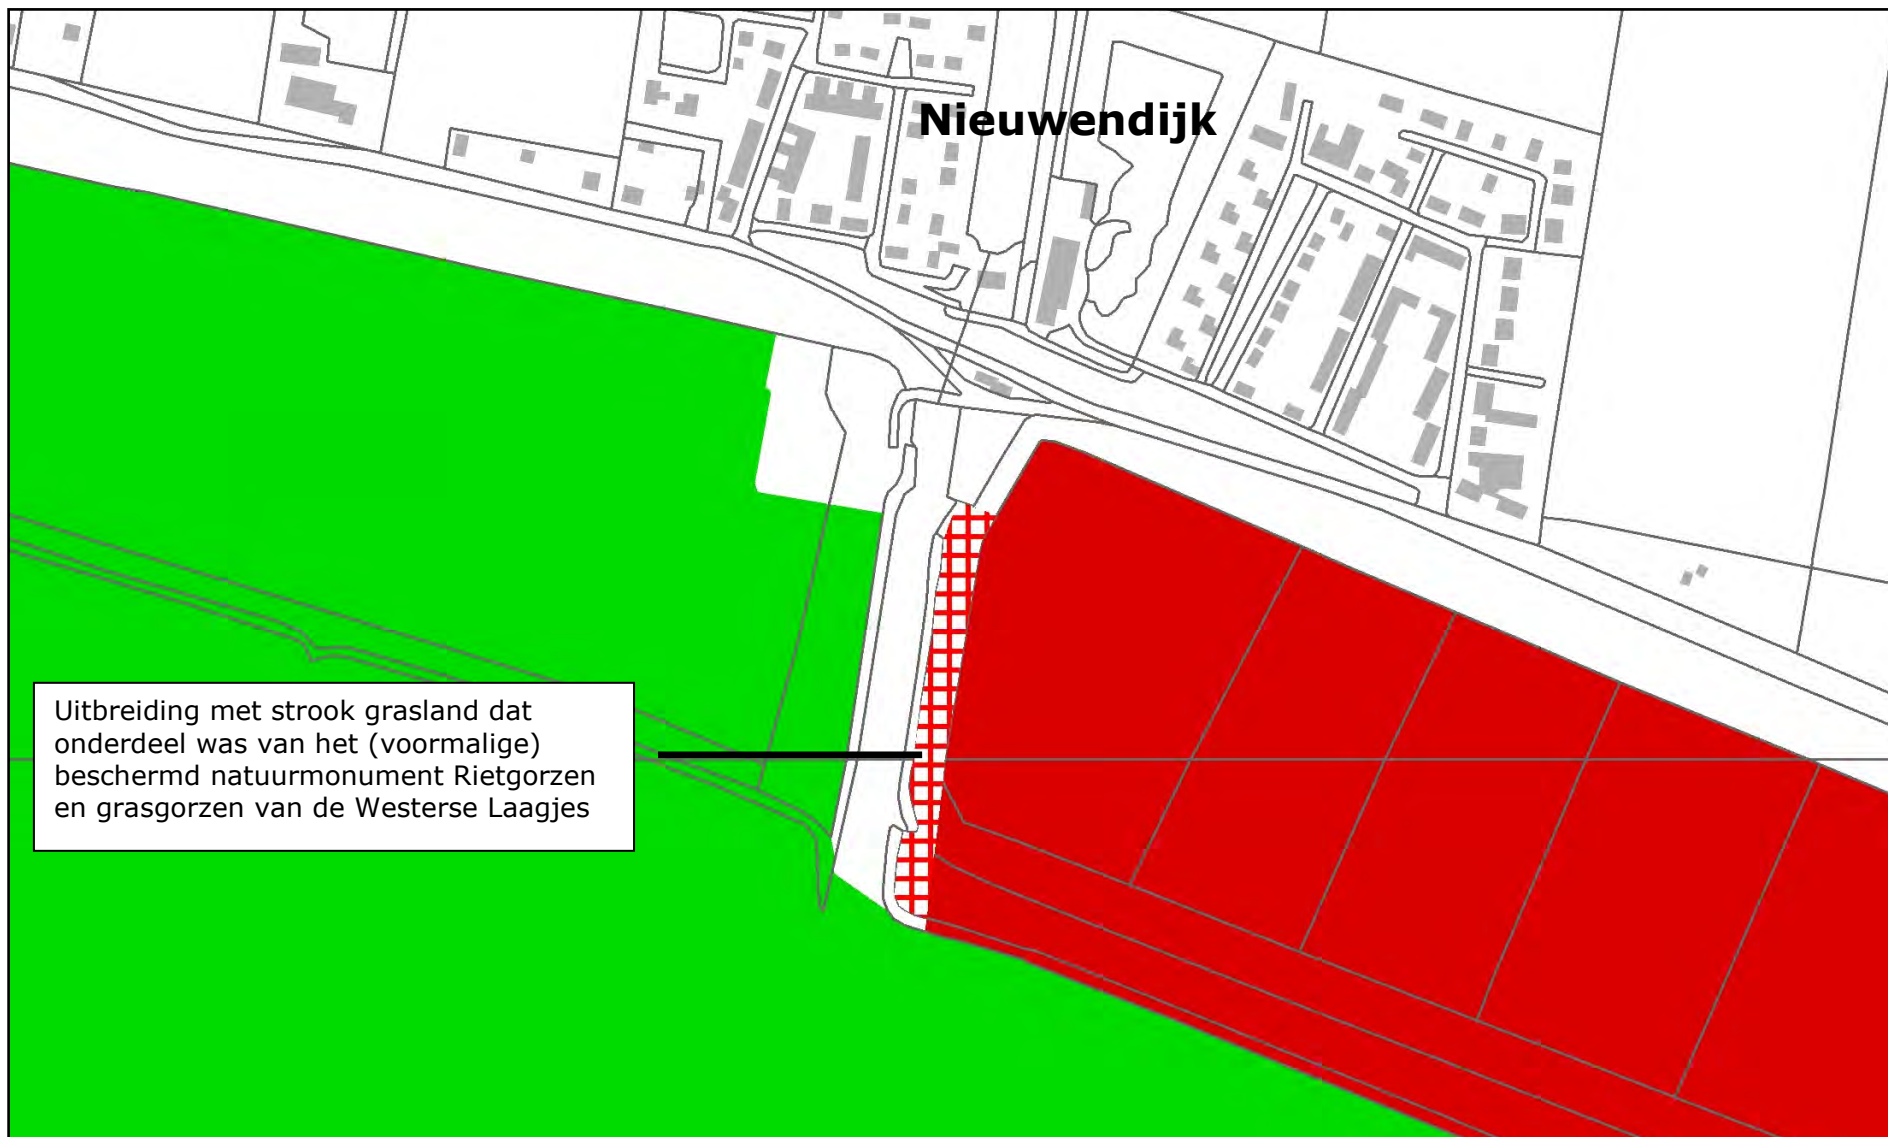 Nieuwendijk
Uitbreiding met strook grasland dat
onderdeel was van het (voormalige)
beschermd natuurmonument Rietgorzen
en grasgorzen van de Westerse Laagjes